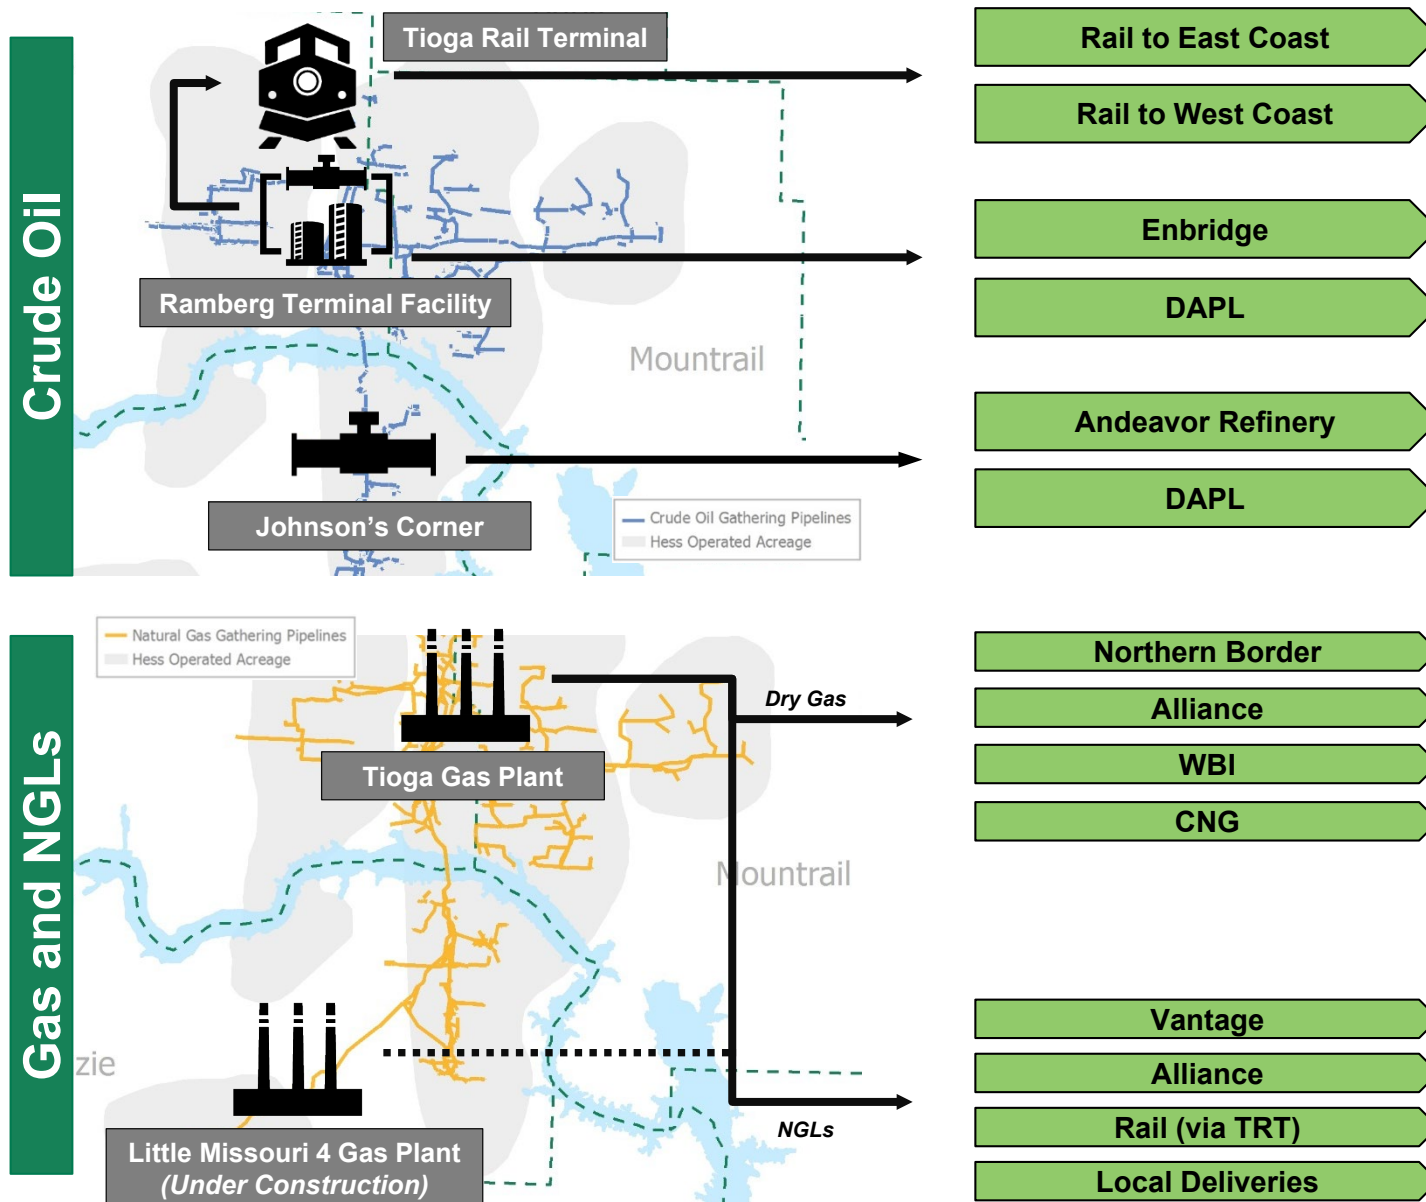 Crude Oil
Tioga Rail Terminal
Ramberg Terminal Facility
Mountrail
Johnson's Corner
Crude Oil Gathering Pipelines
Hess Operated Acreage
Rail to East Coast
Rail to West Coast
Enbridge
DAPL
Andeavor Refinery
DAPL
Gas and NGLs
Natural Gas Gathering Pipelines
Hess Operated Acreage
Tioga Gas Plant
Dry Gas
Mountrail
zie
Little Missouri 4 Gas Plant
(Under Construction)
NGLs
Northern Border
Alliance
WBI
CNG
Vantage
Alliance
Rail (via TRT)
Local Deliveries